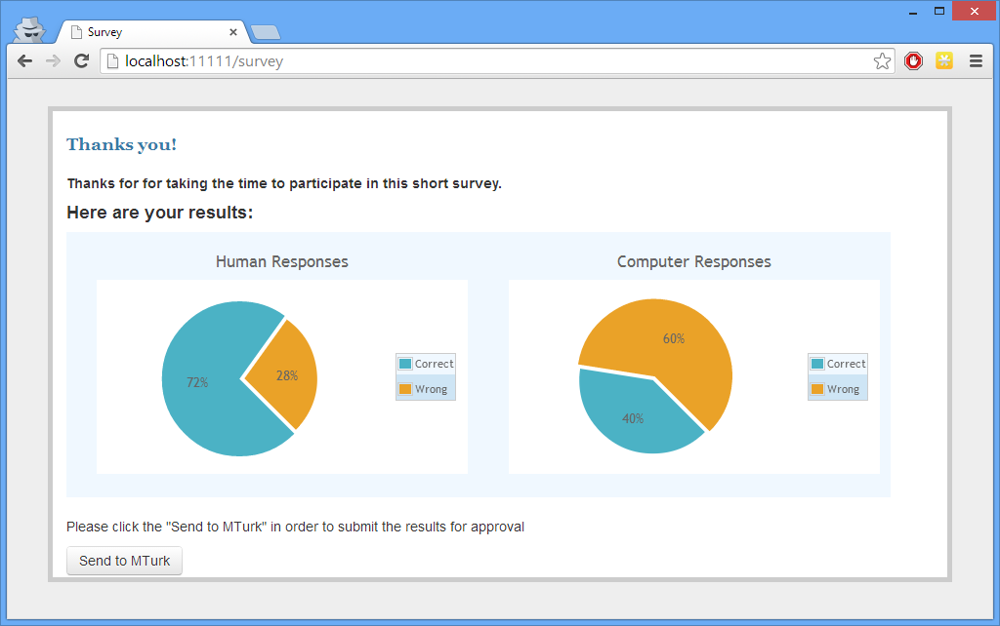 Survey
localhost:11111/survey
Thanks you!
Thanks for for taking the time to participate in this short survey.
Here are your results:
Human Responses
72%
28%
Correct
Wrong
Computer Responses
60%
40%
Correct
Wrong
Please click the "Send to MTurk" in order to submit the results for approval
Send to MTurk